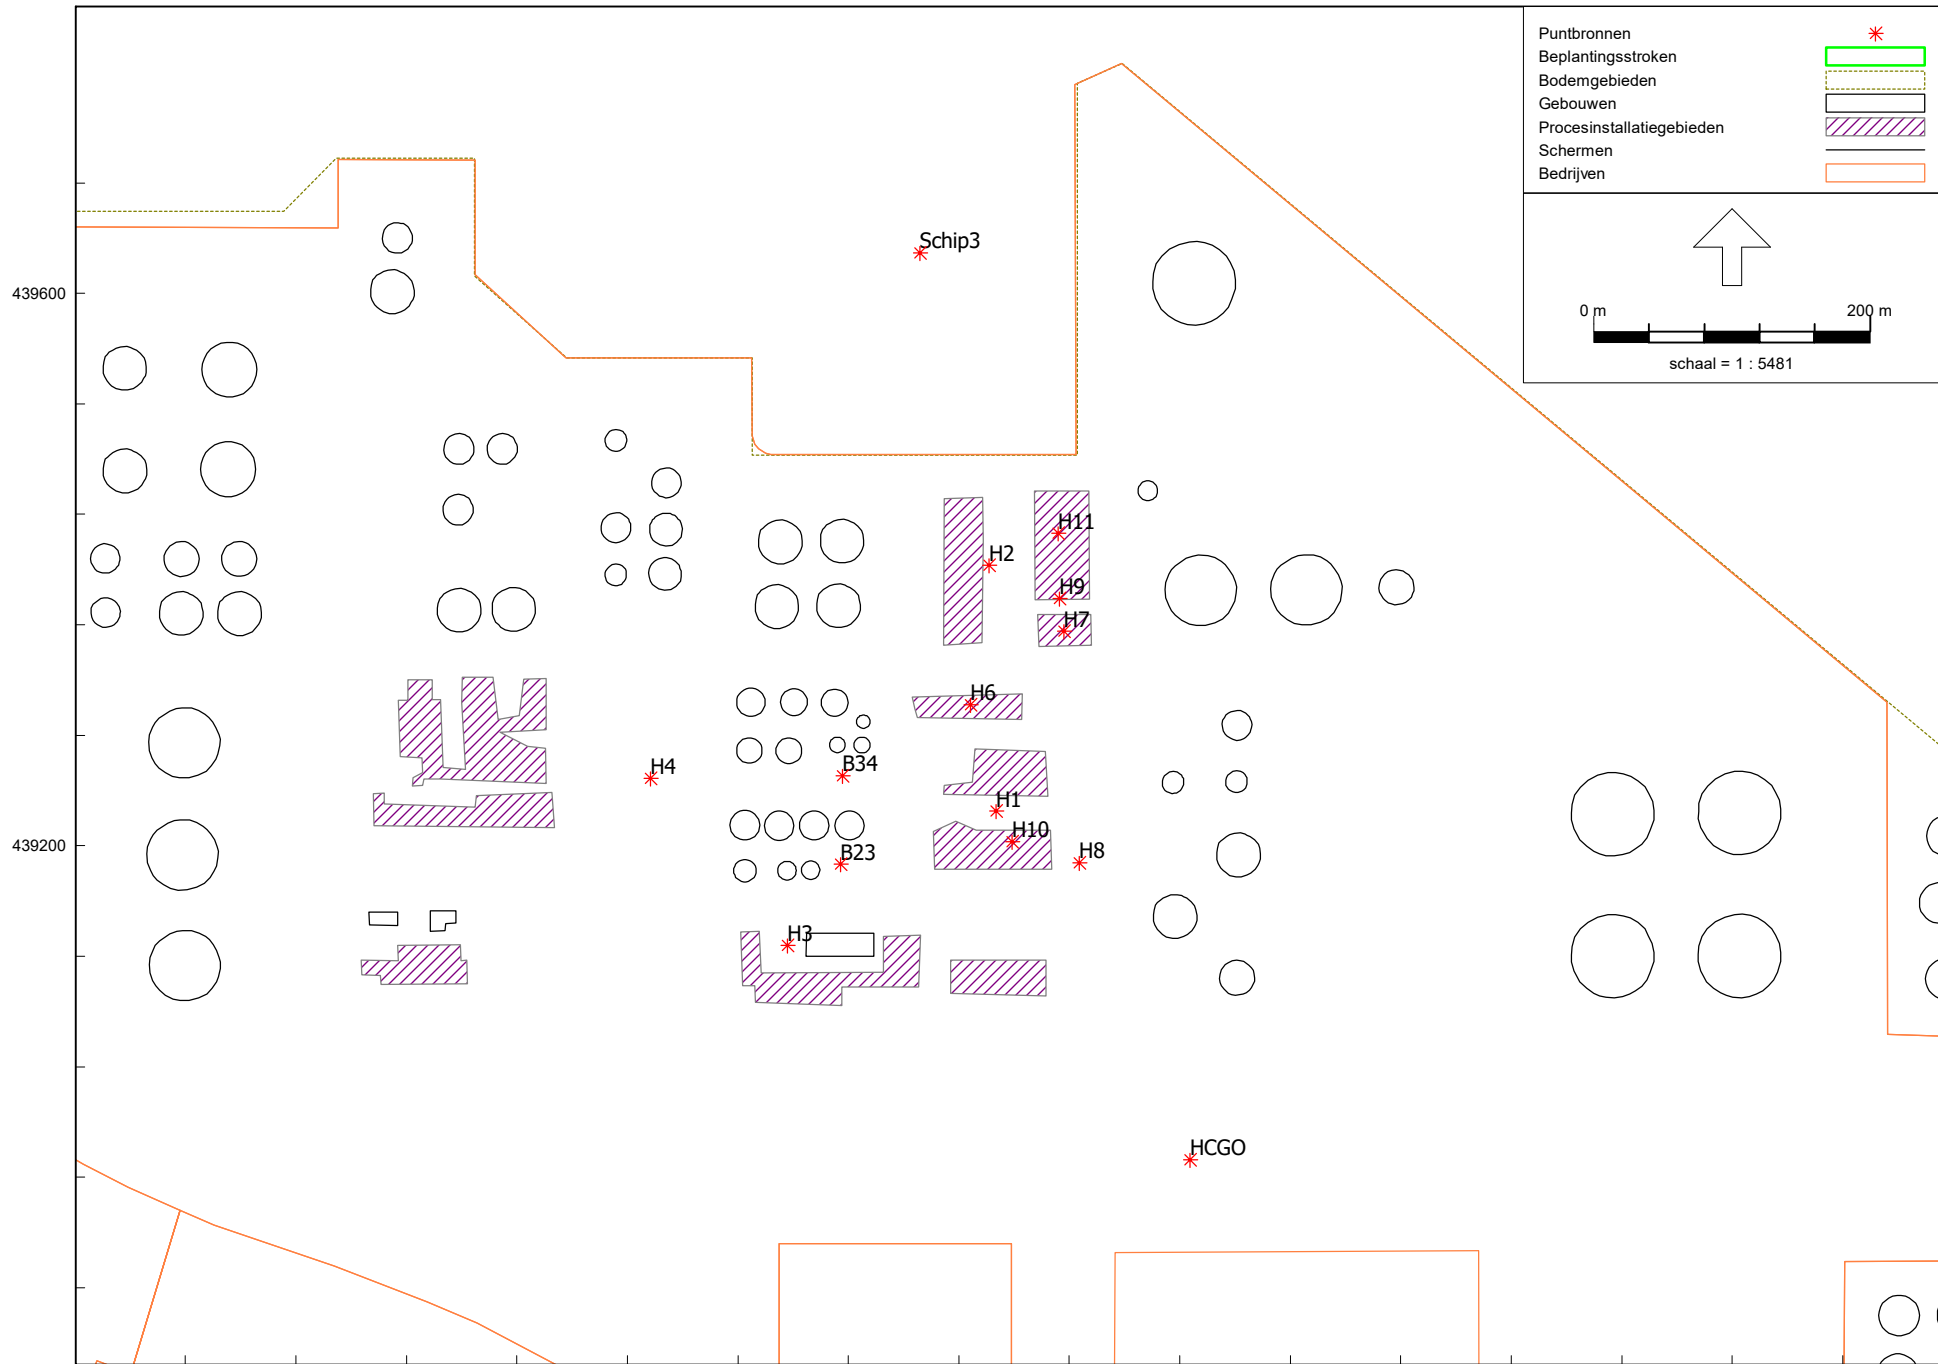 Puntbronnen
Beplantingsstroken
Bodemgebieden
Gebouwen
Procesinstallatiegebieden
Schermen
Bedrijven
0 m 200 m
schaal = 1 : 5481
Schip3
439600
H11
H2
H9
H7
H6
H4
B34
H1
H10
439200
B23
H8
H3
HCGO